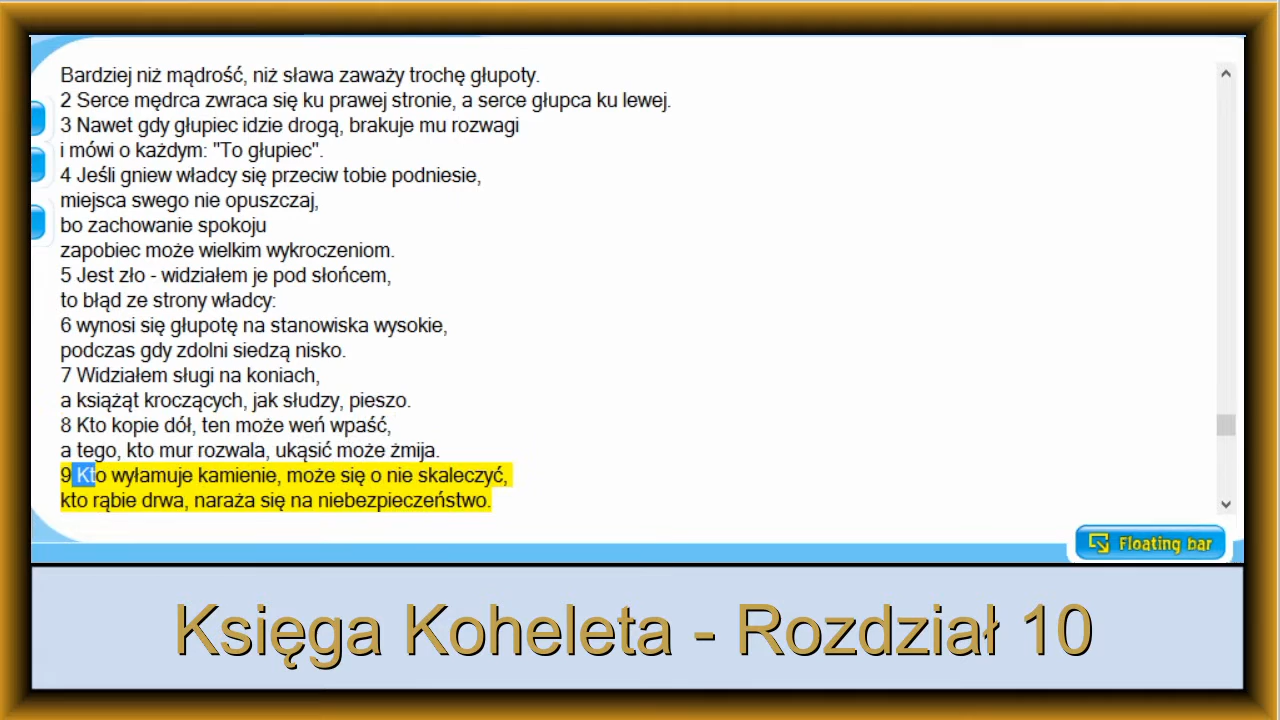 Bardziej niż mądrość, niż sława zaważy trochę głupoty.
2 Serce mędrca zwraca się ku prawej stronie, a serce głupca ku lewej.
3 Nawet gdy głupiec idzie drogą, brakuje mu rozwagi
i mówi o każdym: "To głupiec".
4 Jeśli gniew władcy się przeciw tobie podniesie,
miejsca swego nie opuszczaj,
bo zachowanie spokoju
zapobiec może wielkim wykroczeniom.
5 Jest zło - widziałem je pod słońcem,
to błąd ze strony władcy:
6 wynosi się głupotę na stanowiska wysokie,
podczas gdy zdolni siedzą nisko.
7 Widziałem sługi na koniach,
a książąt kroczących, jak słudzy, pieszo.
8 Kto kopie dół, ten może weń wpaść,
a tego, kto mur rozwala, ukąsić może żmija.
9 Kto wyłamuje kamienie, może się o nie skaleczyć,
kto rąbie drwa, naraża się na niebezpieczeństwo.
Floating bar
Księga Koheleta - Rozdział 10